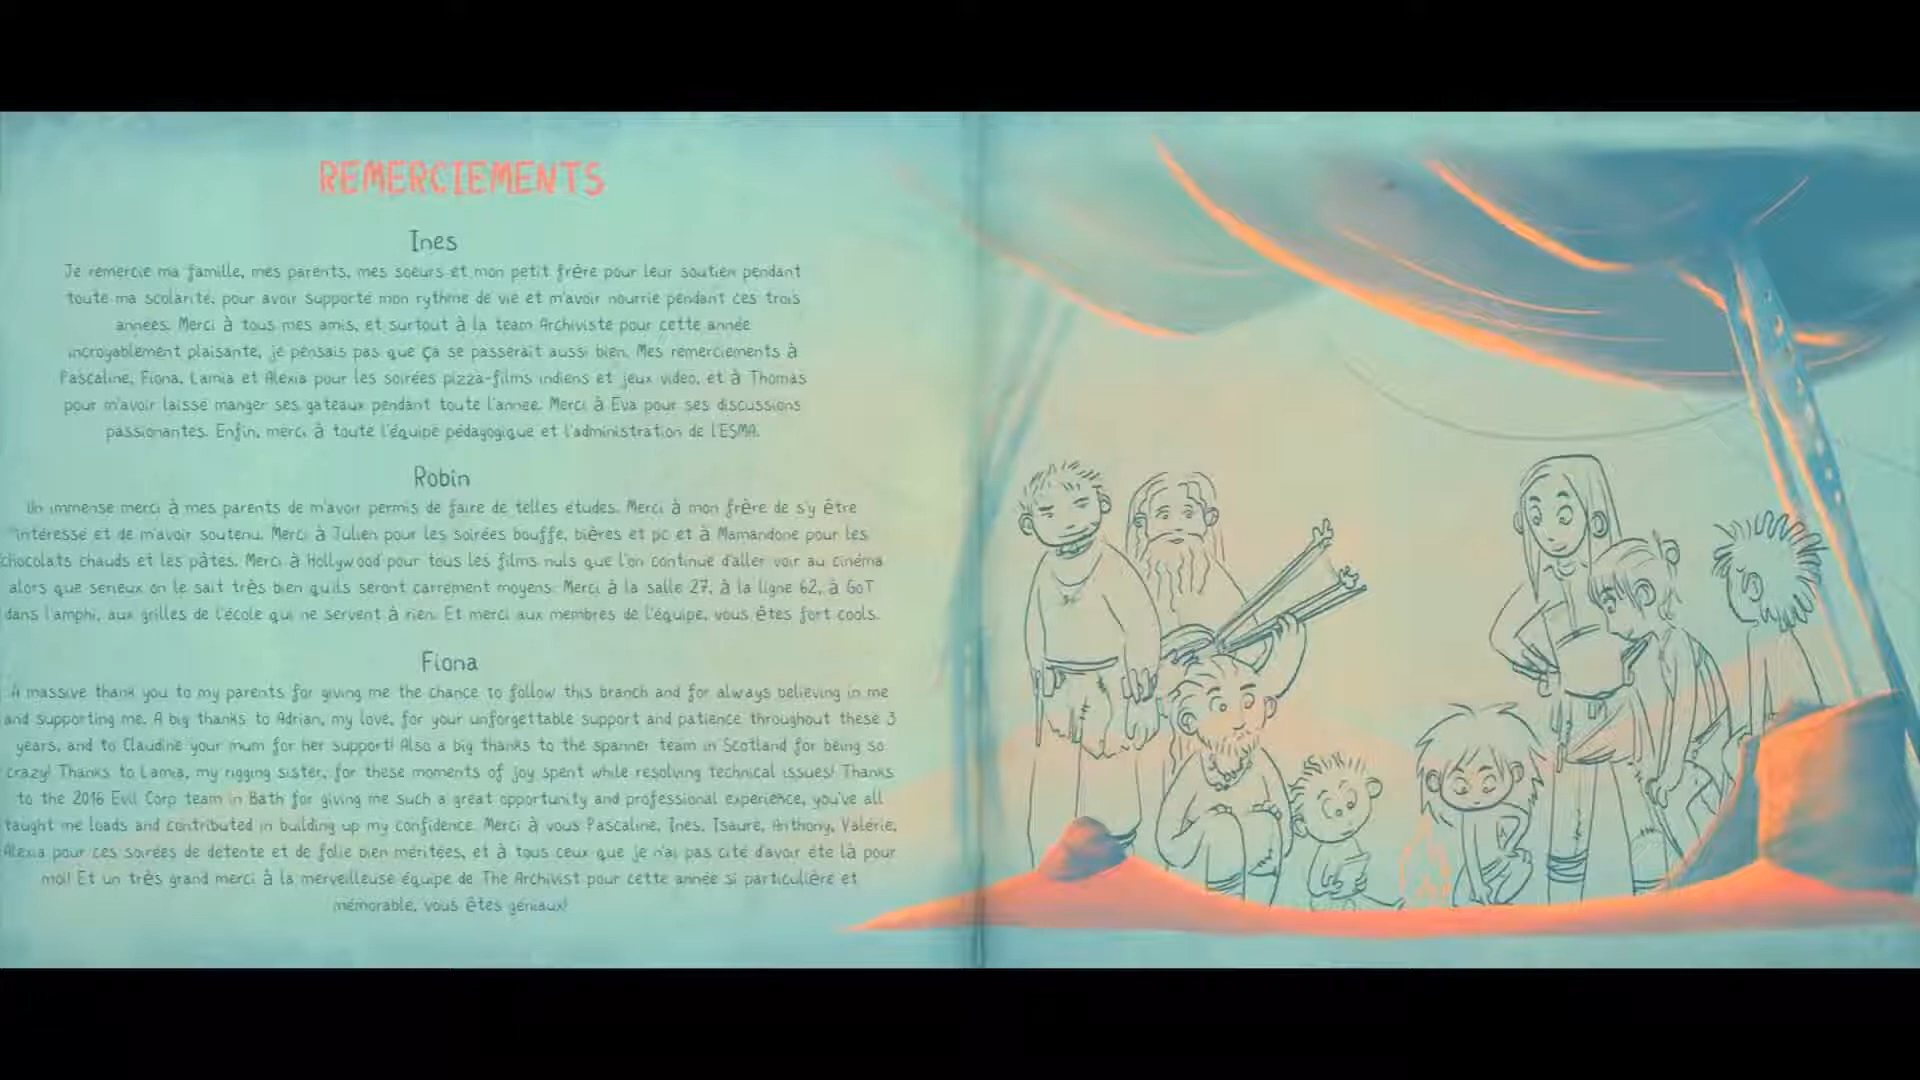 REMERCIEMENTS
Ines
Je remercie ma famille, mes parents, mes soeurs et mon petit frère pour leur soutien pendant
toute ma scolarité, pour avoir supporté mon rythme de vie et m'avoir nourrie pendant ces trois
années. Merci à tous mes amis, et surtout à la team Archiviste pour cette année
incroyablement plaisante, je pensais pas que ça se passerait aussi bien. Mes remerciements à
Pascaline, Fiona, Lamia et Alexia pour les soirées pizza-films indiens et jeux video, et à Thomas
pour m'avoir laissé manger ses gateaux pendant toute l'année. Merci à Eva pour ses discussions
passionantes. Enfin, merci à toute l'équipe pédagogique et l'administration de l'ESMA.
Robin
Un immense merci à mes parents de m'avoir permis de faire de telles études. Merci à mon frère de s'y être
intéressé et de m'avoir soutenu. Merci à Julien pour les soirées bouffe, bières et pc et à Mamandone pour les
chocolats chauds et les pâtes. Merci à Hollywood pour tous les films nuls que l'on continue d'aller voir au cinéma
alors que serieux on le sait très bien qu'ils seront carrément moyens. Merci à la salle 27, à la ligne 62, à GoT
dans l'amphi, aux grilles de l'école qui ne servent à rien. Et merci aux membres de l'équipe, vous êtes fort cools.
Fiona
A massive thank you to my parents for giving me the chance to follow this branch and for always believing in me
and supporting me. A big thanks to Adrian, my love, for your unforgettable support and patience throughout these 3
years, and to Claudine your mum for her support! Also a big thanks to the spanner team in Scotland for being so
crazy! Thanks to Lamia, my rigging sister, for these moments of joy spent while resolving technical issues! Thanks
to the 2016 Evil Corp team in Bath for giving me such a great opportunity and professional experience, you've all
taught me loads and contributed in building up my confidence. Merci à vous Pascaline, Ines, Isaure, Anthony, Valérie,
Alexia pour ces soirées de détente et de folie bien méritées, et à tous ceux que je n'ai pas cité d'avoir été là pour
moi! Et un très grand merci à la merveilleuse équipe de The Archivist pour cette année si particulière et
mémorable, vous êtes géniaux!